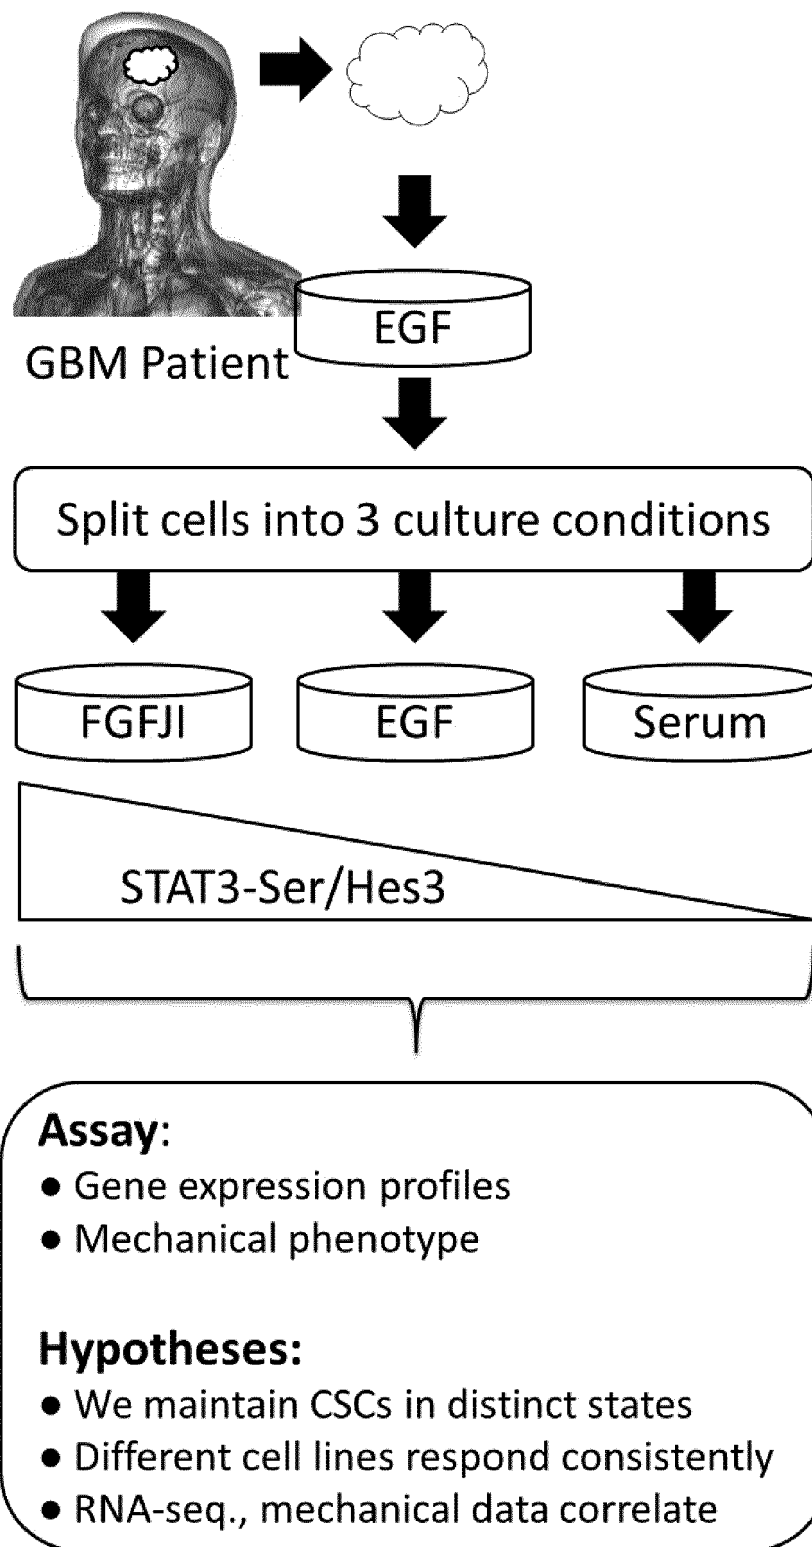 EGF
GBM Patient
Split cells into 3 culture conditions
FGFJI
EGF
Serum
STAT3-Ser/Hes3
Assay:
● Gene expression profiles
● Mechanical phenotype
Hypotheses:
● We maintain CSCs in distinct states
● Different cell lines respond consistently
● RNA-seq., mechanical data correlate